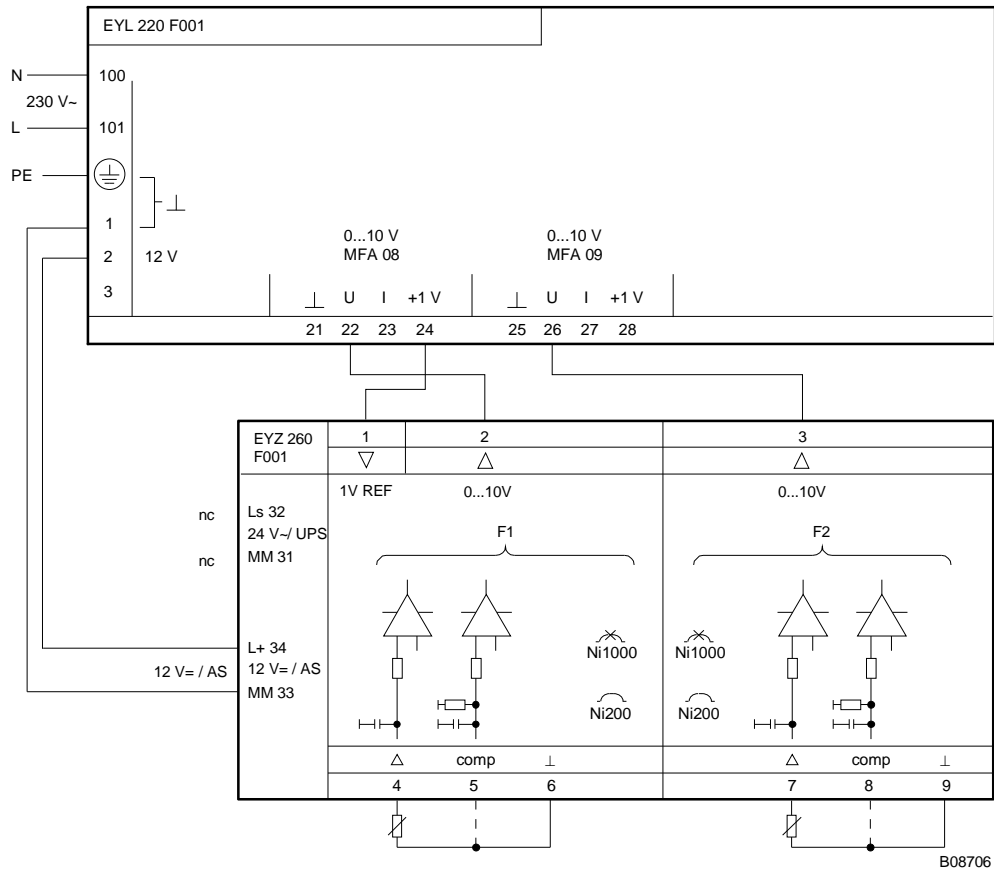 EYL 220 F001
N
100
230 V~
L
101
PE
1
2
12 V
3
0...10 V
MFA 08
0...10 V
MFA 09
U I +1 V
U I +1 V
21 22 23 24
25 26 27 28
EYZ 260
F001
1
2
3
1V REF
0...10V
0...10V
nc
Ls 32
24 V~/ UPS
nc
MM 31
F1
F2
Ni1000
Ni1000
L+ 34
12 V= / AS
12 V= / AS
MM 33
Ni200
Ni200
comp
comp
4 5 6
7 8 9
B08706